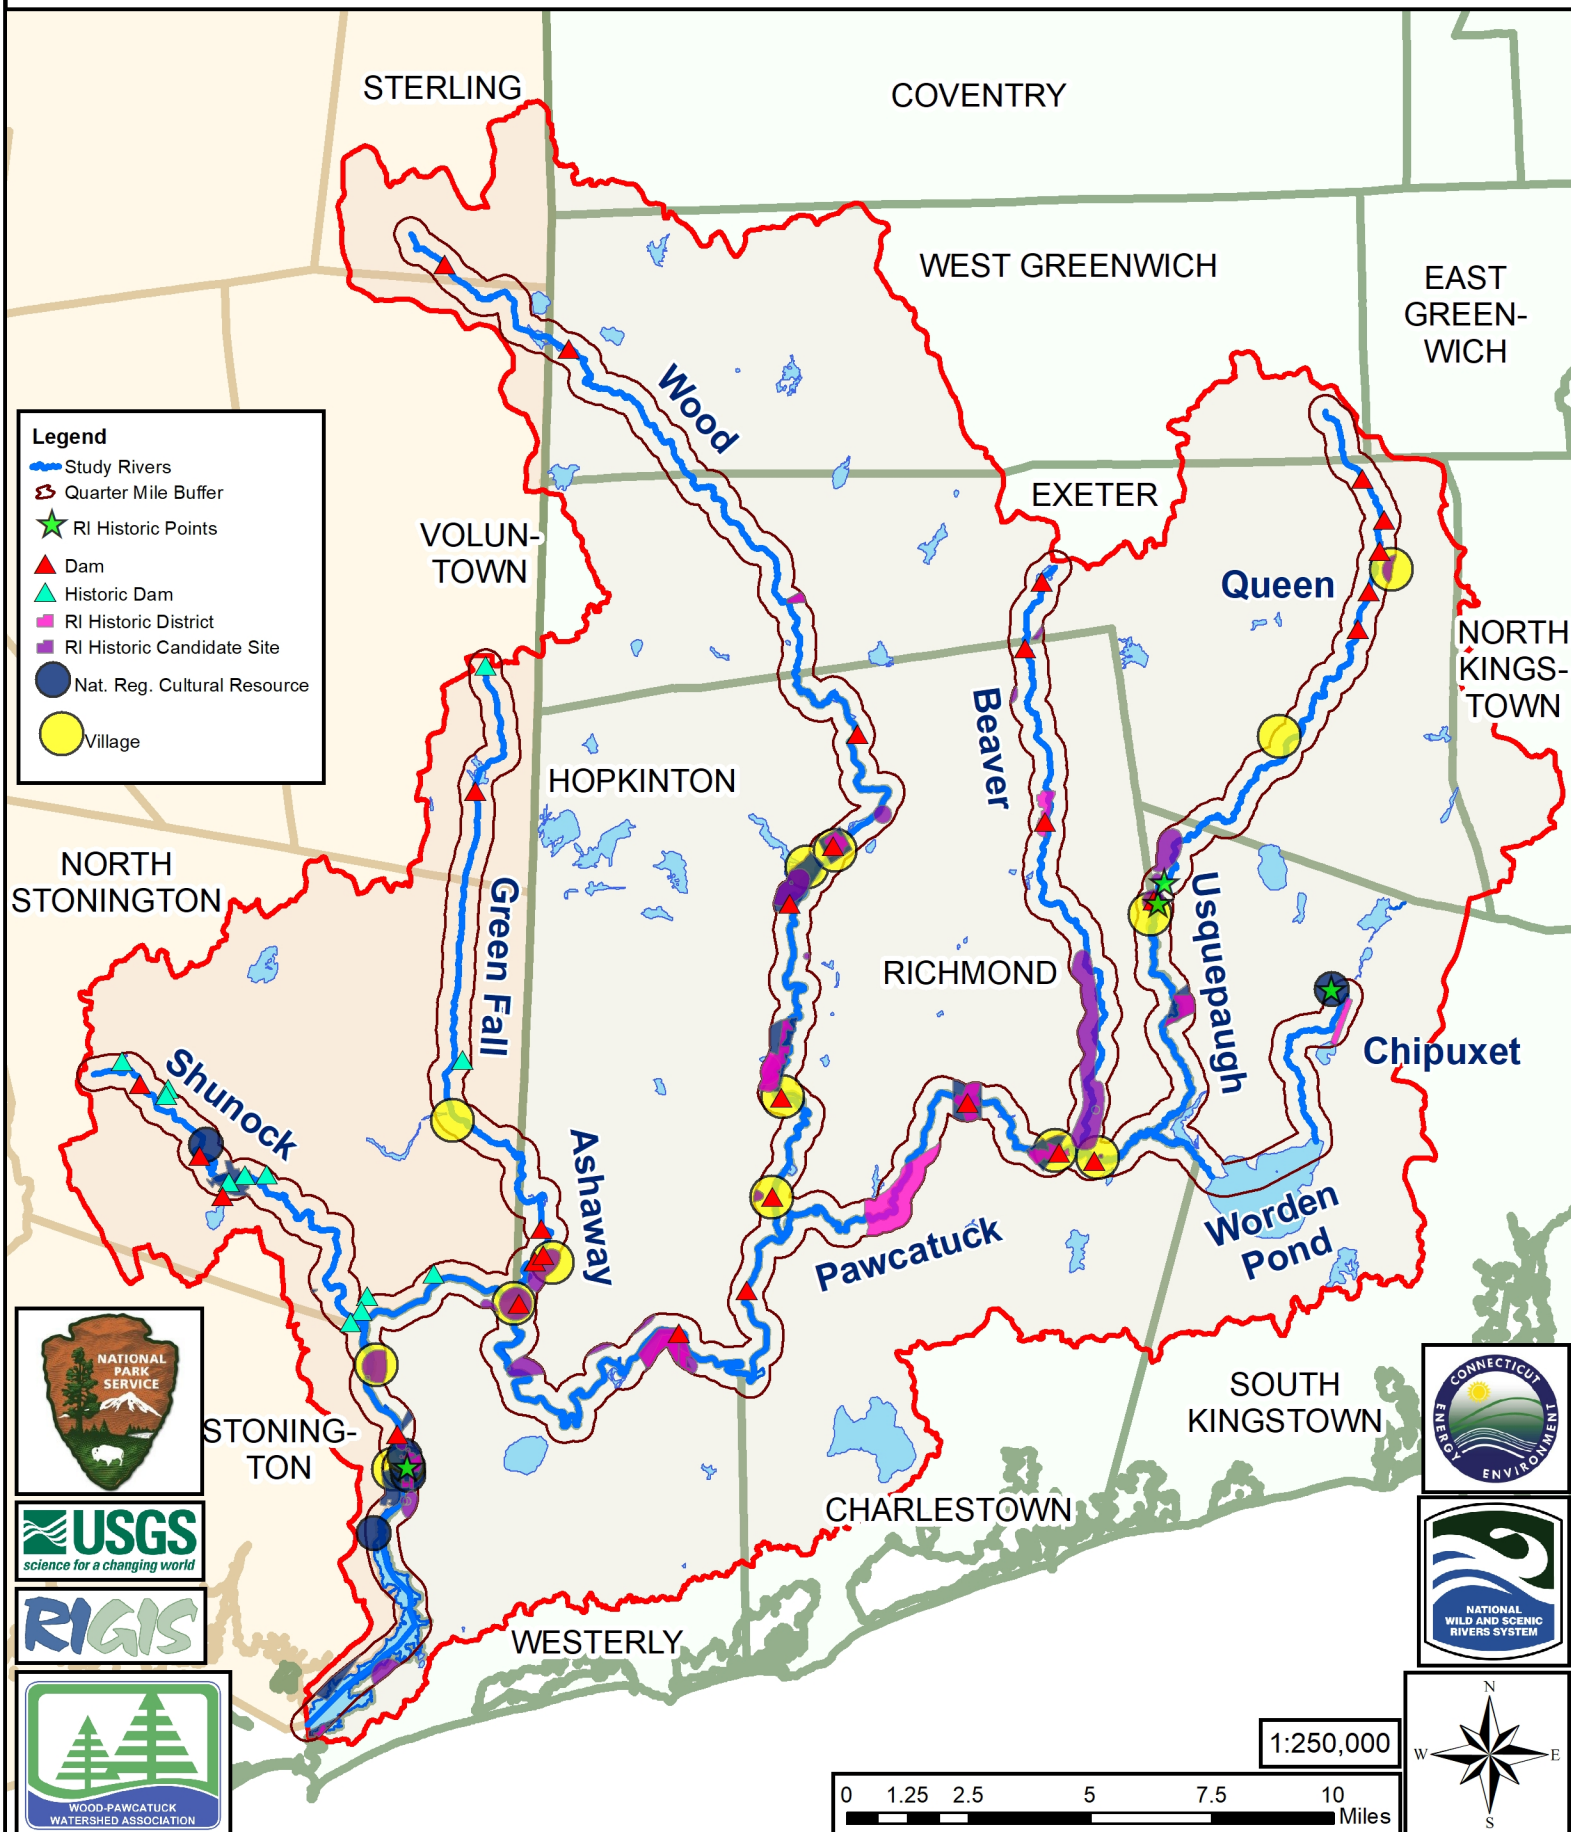 STERLING
COVENTRY
WEST GREENWICH
EAST
GREEN-
WICH
Wood
Legend
Study Rivers
Quarter Mile Buffer
RI Historic Points
Dam
Historic Dam
RI Historic District
RI Historic Candidate Site
Nat. Reg. Cultural Resource
Village
EXETER
VOLUN-
TOWN
Queen
NORTH
KINGS-
TOWN
Beaver
HOPKINTON
NORTH
STONINGTON
Green Fall
Usquepaugh
RICHMOND
Chipuxet
Shunock
Ashaway
Pawcatuck
Worden
Pond
NATIONAL
PARK
SERVICE
STONING-
TON
SOUTH
KINGSTOWN
CONNECTICUT
ENERGY
ENVIRONMENT
CHARLESTOWN
USGS
science for a changing world
RIGIS
NATIONAL
WILD AND SCENIC
RIVERS SYSTEM
WESTERLY
WOOD-PAWCATUCK
WATERSHED ASSOCIATION
1:250,000
N
W
E
S
0 1.25 2.5 5 7.5 10
Miles